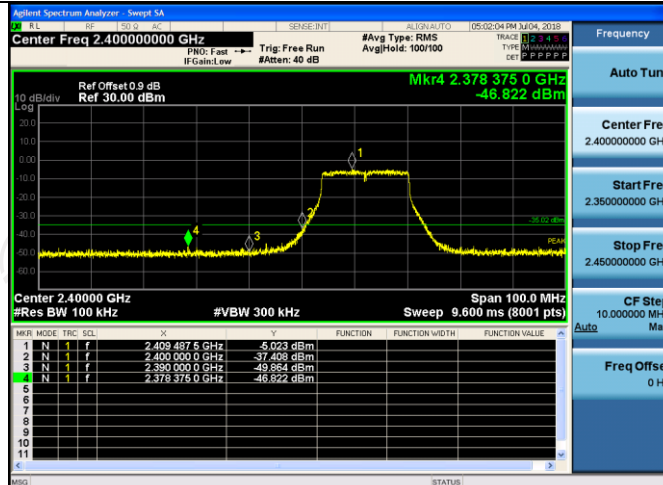 Agilent Spectrum Analyzer - Swept SA
RL RF 50 Ω AC SENSE:INT ALIGNAUTO 05:02:04 PM Jul 04, 2018
Center Freq 2.400000000 GHz
PNO: Fast
IFGain:Low
Trig: Free Run
#Atten: 40 dB
#Avg Type: RMS
Avg|Hold: 100/100
TRACE 1 2 3 4 5 6
TYPE M
DET P P P P P P
Ref Offset 0.9 dB
Ref 30.00 dBm
10 dB/div
Log
Mkr4 2.378 375 0 GHz
-46.822 dBm
20.0
10.0
0.00
-10.0
-20.0
-30.0
-40.0
-50.0
-60.0
1
2
3
4
-35.02 dBm
PEAK
Center 2.40000 GHz
#Res BW 100 kHz
#VBW 300 kHz
Span 100.0 MHz
Sweep 9.600 ms (8001 pts)
MKR MODE TRC SCL X Y FUNCTION FUNCTION WIDTH FUNCTION VALUE
1 N 1 f 2.409 487 5 GHz -5.023 dBm
2 N 1 f 2.400 000 0 GHz -37.408 dBm
3 N 1 f 2.390 000 0 GHz -49.864 dBm
4 N 1 f 2.378 375 0 GHz -46.822 dBm
5
6
7
8
9
10
11
MSG STATUS
Frequency
Auto Tun
Center Fre
2.400000000 GH
Start Fre
2.350000000 GH
Stop Fre
2.450000000 GH
CF Ste
10.000000 MH
Auto Ma
Freq Offse
0 H